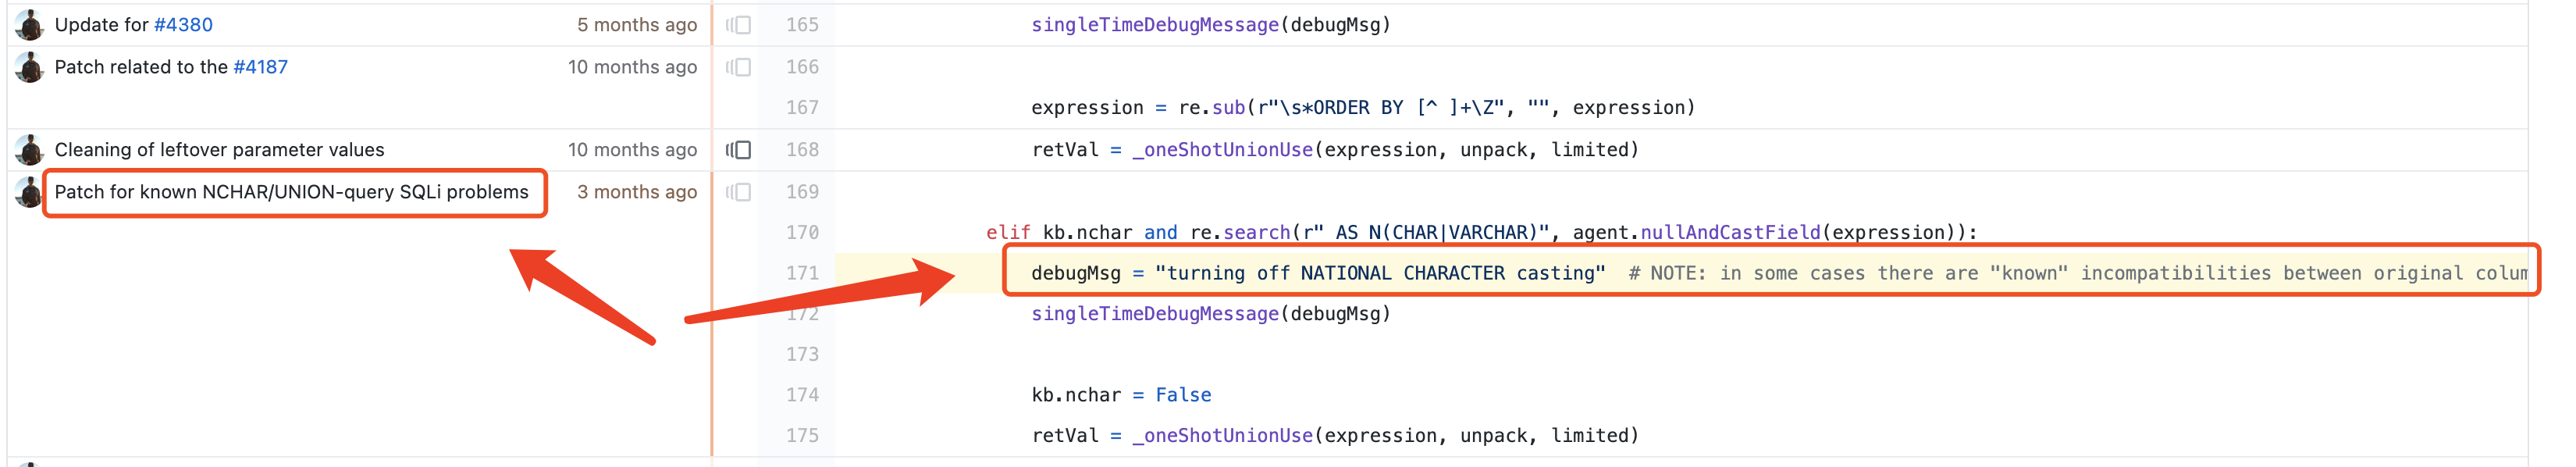 Update for #4380 5 months ago 165 singleTimeDebugMessage(debugMsg)
Patch related to the #4187 10 months ago 166
167 expression = re.sub(r"\s*ORDER BY [^ ]+\Z", "", expression)
Cleaning of leftover parameter values 10 months ago 168 retVal = _oneShotUnionUse(expression, unpack, limited)
Patch for known NCHAR/UNION-query SQLi problems 3 months ago 169
170 elif kb.nchar and re.search(r" AS N(CHAR|VARCHAR)", agent.nullAndCastField(expression)):
171 debugMsg = "turning off NATIONAL CHARACTER casting" # NOTE: in some cases there are "known" incompatibilities between original colum
172 singleTimeDebugMessage(debugMsg)
173
174 kb.nchar = False
175 retVal = _oneShotUnionUse(expression, unpack, limited)